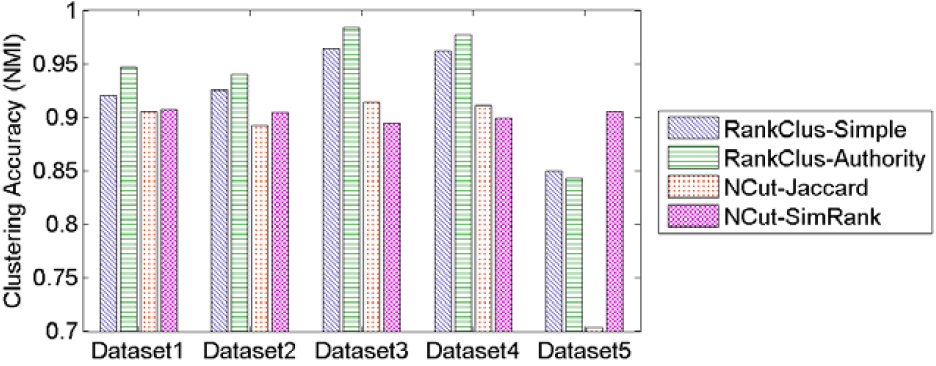 Clustering Accuracy (NMI)
1
0.95
0.9
0.85
0.8
0.75
0.7
Dataset1 Dataset2 Dataset3 Dataset4 Dataset5
RankClus-Simple
RankClus-Authority
NCut-Jaccard
NCut-SimRank